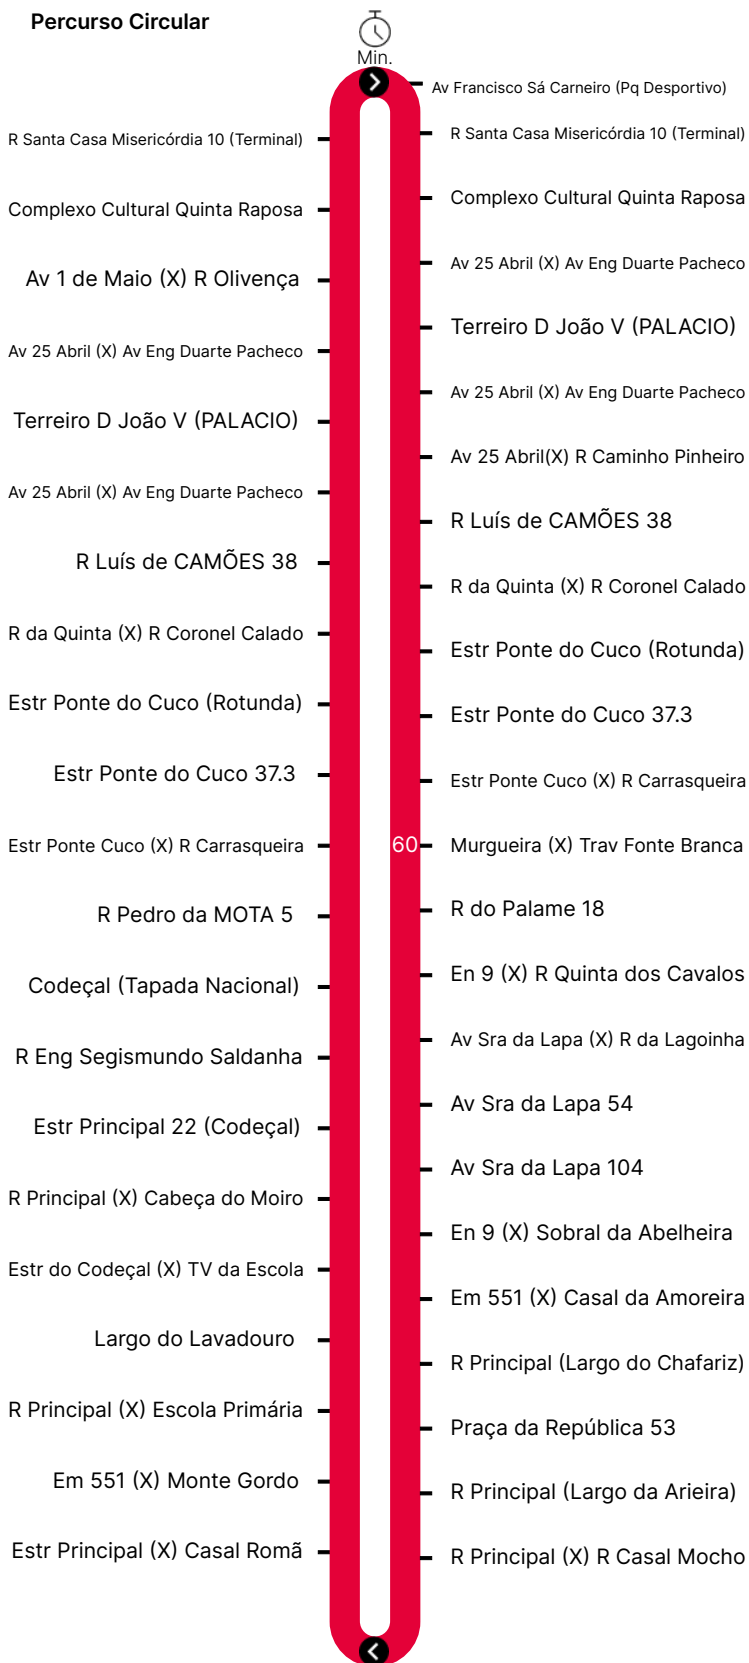 Percurso Circular
Min.
Av Francisco Sá Carneiro (Pq Desportivo)
R Santa Casa Misericórdia 10 (Terminal)
Complexo Cultural Quinta Raposa
Av 25 Abril (X) Av Eng Duarte Pacheco
Terreiro D João V (PALACIO)
Av 25 Abril (X) Av Eng Duarte Pacheco
Av 25 Abril(X) R Caminho Pinheiro
R Luís de CAMÕES 38
R da Quinta (X) R Coronel Calado
Estr Ponte do Cuco (Rotunda)
Estr Ponte do Cuco 37.3
Estr Ponte Cuco (X) R Carrasqueira
60
Murgueira (X) Trav Fonte Branca
R do Palame 18
En 9 (X) R Quinta dos Cavalos
Av Sra da Lapa (X) R da Lagoinha
Av Sra da Lapa 54
Av Sra da Lapa 104
En 9 (X) Sobral da Abelheira
Em 551 (X) Casal da Amoreira
R Principal (Largo do Chafariz)
Praça da República 53
R Principal (Largo da Arieira)
R Principal (X) R Casal Mocho
R Santa Casa Misericórdia 10 (Terminal)
Complexo Cultural Quinta Raposa
Av 1 de Maio (X) R Olivença
Av 25 Abril (X) Av Eng Duarte Pacheco
Terreiro D João V (PALACIO)
Av 25 Abril (X) Av Eng Duarte Pacheco
R Luís de CAMÕES 38
R da Quinta (X) R Coronel Calado
Estr Ponte do Cuco (Rotunda)
Estr Ponte do Cuco 37.3
Estr Ponte Cuco (X) R Carrasqueira
R Pedro da MOTA 5
Codeçal (Tapada Nacional)
R Eng Segismundo Saldanha
Estr Principal 22 (Codeçal)
R Principal (X) Cabeça do Moiro
Estr do Codeçal (X) TV da Escola
Largo do Lavadouro
R Principal (X) Escola Primária
Em 551 (X) Monte Gordo
Estr Principal (X) Casal Romã